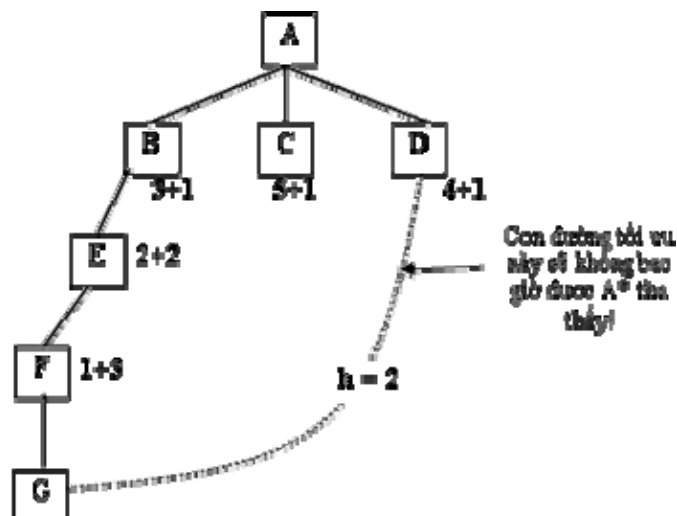 A
B
C
D
3+1
5+1
4+1
E
2+2
Con đường tối ưu
này sẽ không bao
giờ được A* tìm
thấy!
F
1+3
h = 2
G